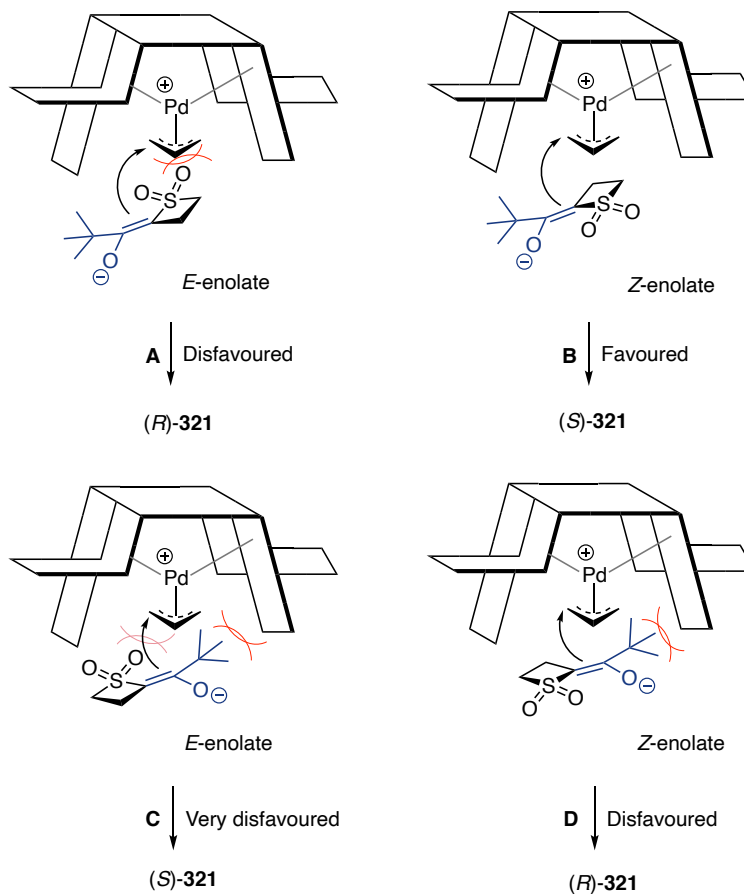 ⊕ ⊕
Pd Pd
O
O S
S
O O
O ⊖ O ⊖
E-enolate Z-enolate
A Disfavoured B Favoured
(R)-321 (S)-321
⊕ ⊕
Pd Pd
O O
S O ⊖ S O ⊖
O O
E-enolate Z-enolate
C Very disfavoured D Disfavoured
(S)-321 (R)-321